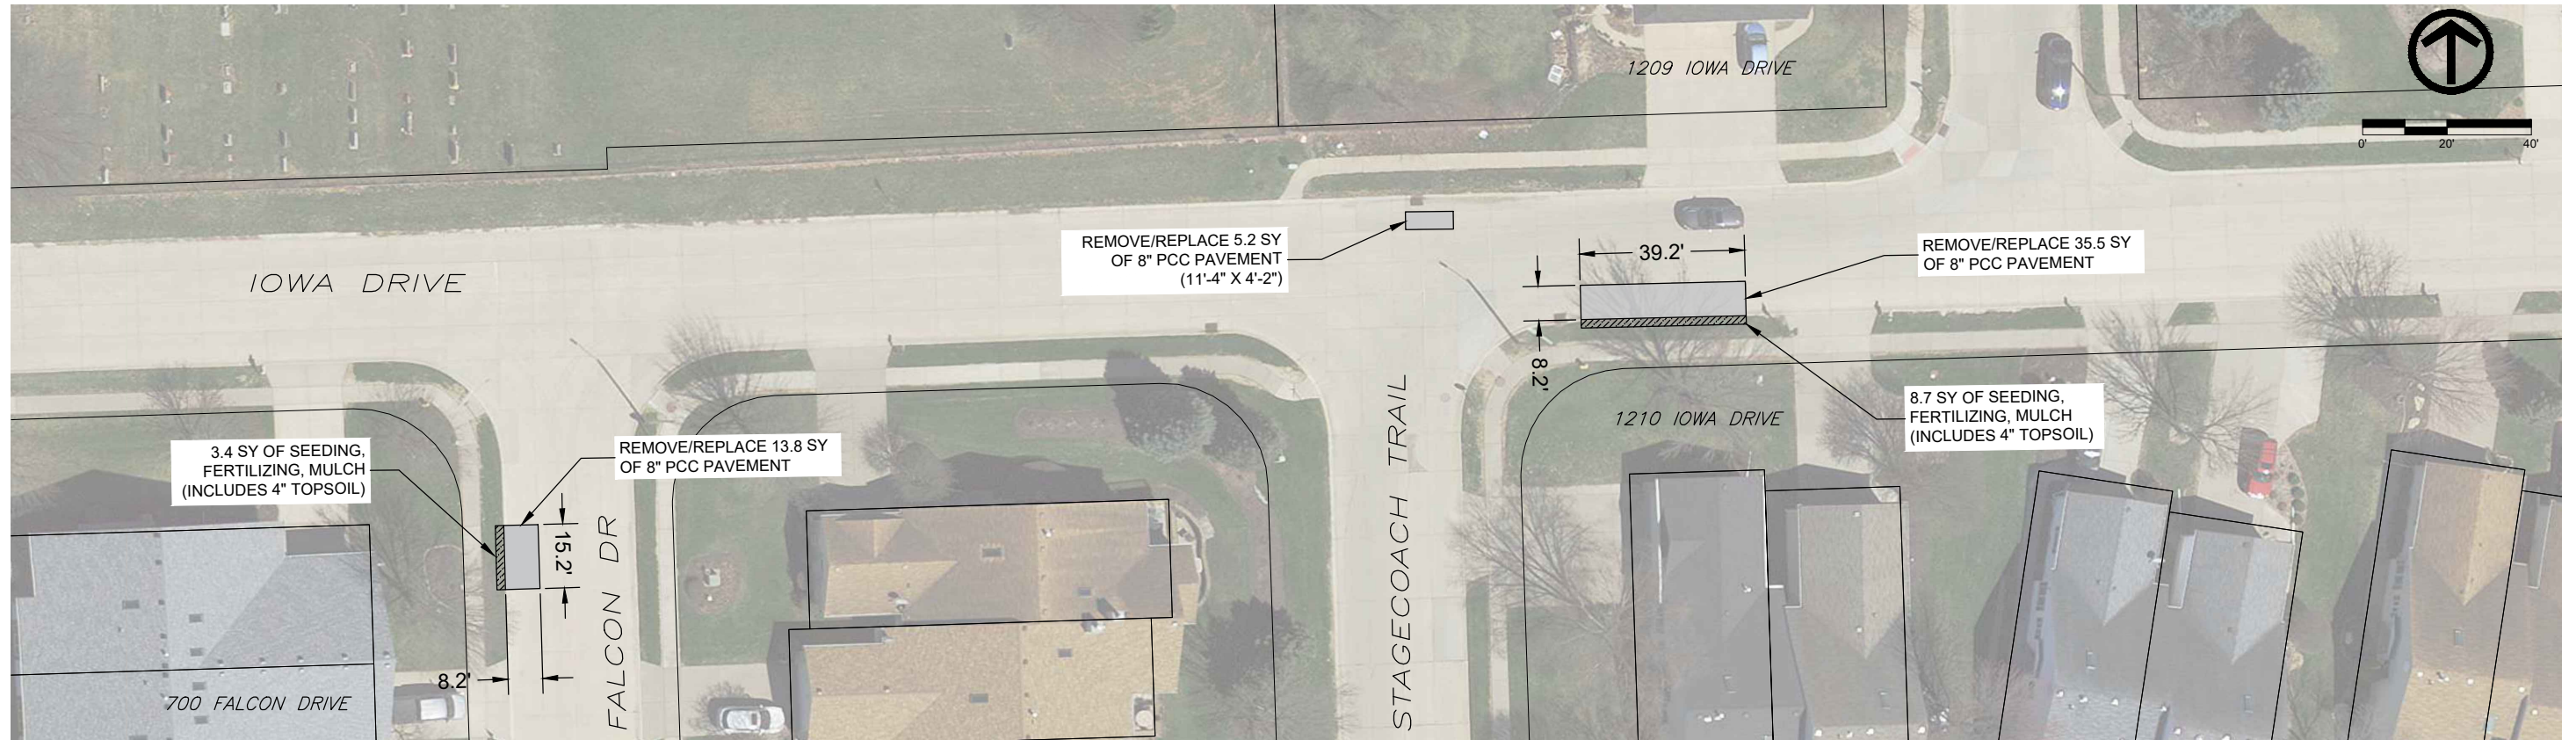 1209 IOWA DRIVE
0'
20'
40'
REMOVE/REPLACE 5.2 SY
OF 8" PCC PAVEMENT
(11'-4" X 4'-2")
39.2'
REMOVE/REPLACE 35.5 SY
OF 8" PCC PAVEMENT
IOWA DRIVE
8.2'
8.7 SY OF SEEDING,
FERTILIZING, MULCH
(INCLUDES 4" TOPSOIL)
1210 IOWA DRIVE
3.4 SY OF SEEDING,
FERTILIZING, MULCH
(INCLUDES 4" TOPSOIL)
REMOVE/REPLACE 13.8 SY
OF 8" PCC PAVEMENT
15.2'
FALCON DR
STAGECOACH TRAIL
8.2'
700 FALCON DRIVE